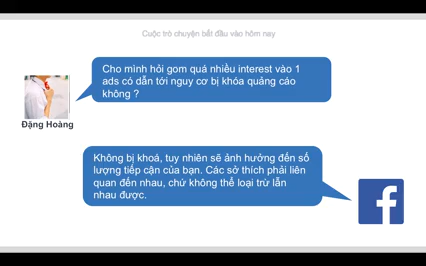 Cuộc trò chuyện bắt đầu vào hôm nay
Cho mình hỏi gom quá nhiều interest vào 1
ads có dẫn tới nguy cơ bị khóa quảng cáo
không ?
Đặng Hoàng
Không bị khoá, tuy nhiên sẽ ảnh hưởng đến số
lượng tiếp cận của bạn. Các sở thích phải liên
quan đến nhau, chứ không thể loại trừ lẫn
nhau được.